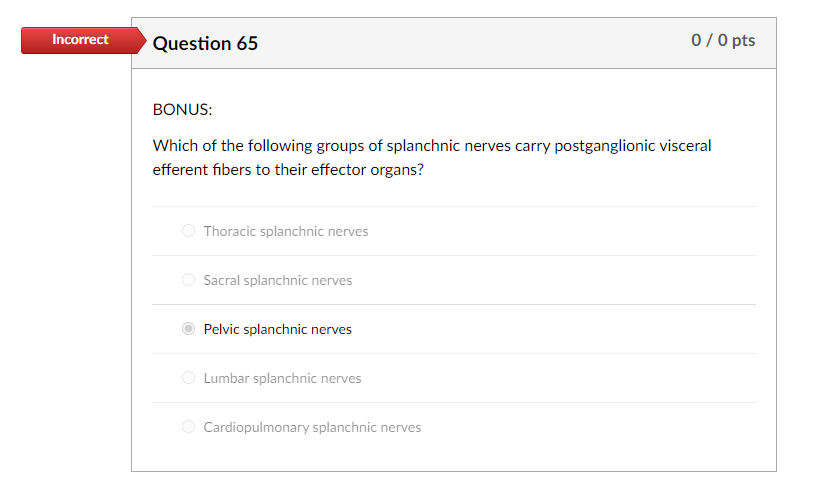 Incorrect
Question 65
0 / 0 pts
BONUS:
Which of the following groups of splanchnic nerves carry postganglionic visceral
efferent fibers to their effector organs?
Thoracic splanchnic nerves
Sacral splanchnic nerves
Pelvic splanchnic nerves
Lumbar splanchnic nerves
Cardiopulmonary splanchnic nerves